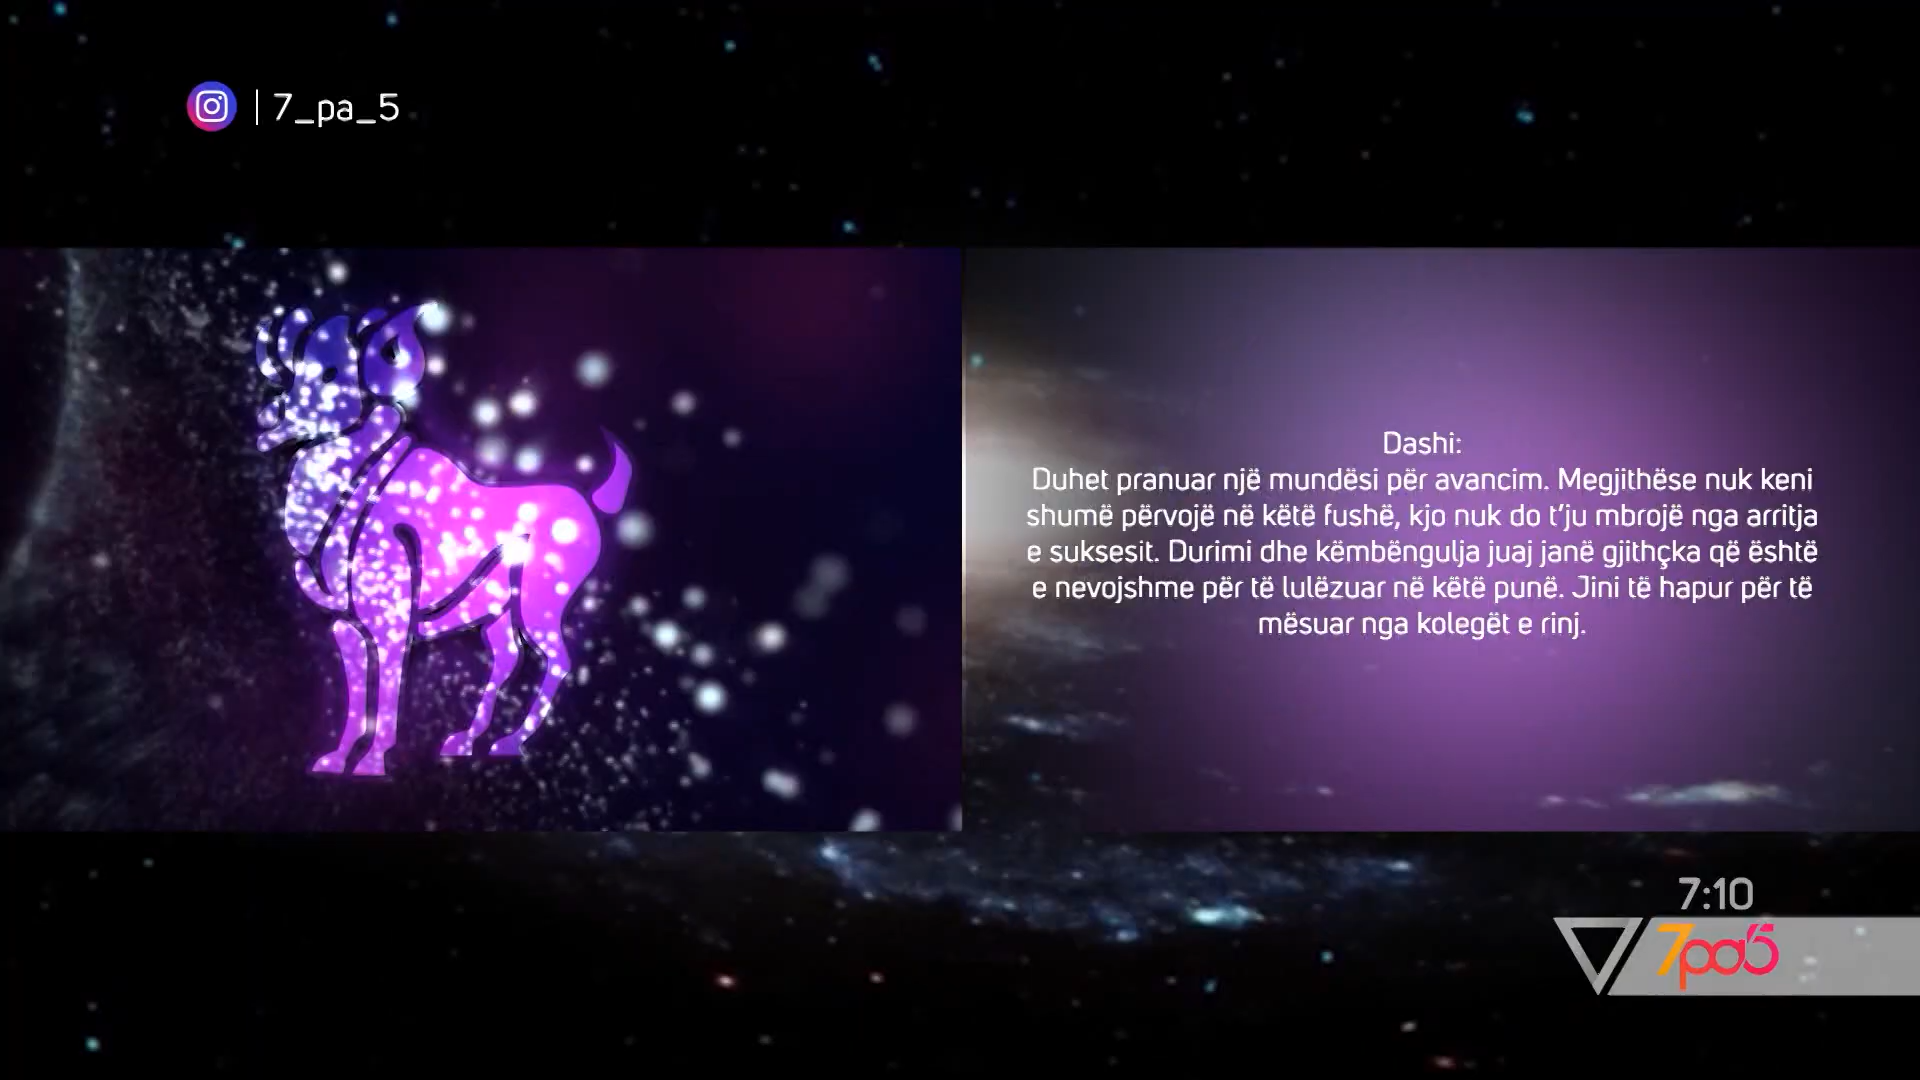 7_pa_5
Dashi:
Duhet pranuar një mundësi për avancim. Megjithëse nuk keni
shumë përvojë në këtë fushë, kjo nuk do t’ju mbrojë nga arritja
e suksesit. Durimi dhe këmbëngulja juaj janë gjithçka që është
e nevojshme për të lulëzuar në këtë punë. Jini të hapur për të
mësuar nga kolegët e rinj.
7:10
7pa5